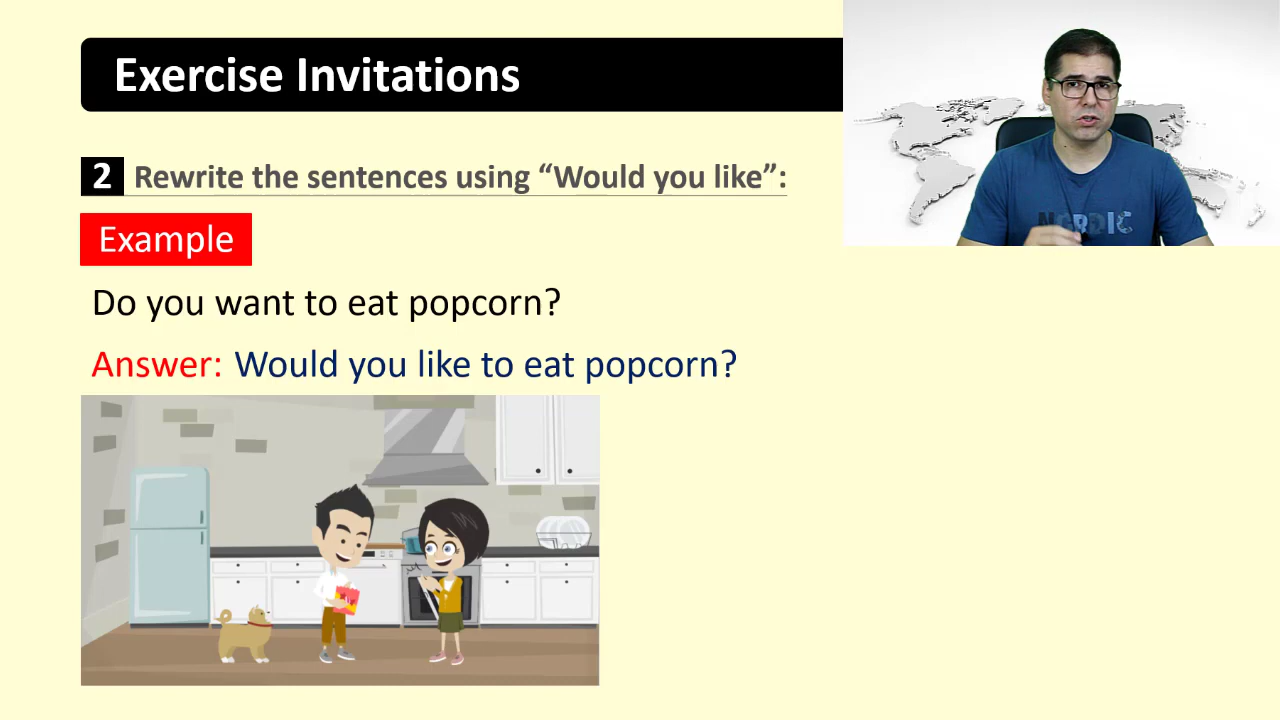 Exercise Invitations
2 Rewrite the sentences using “Would you like”:
Example
Do you want to eat popcorn?
Answer: Would you like to eat popcorn?
NORDIC